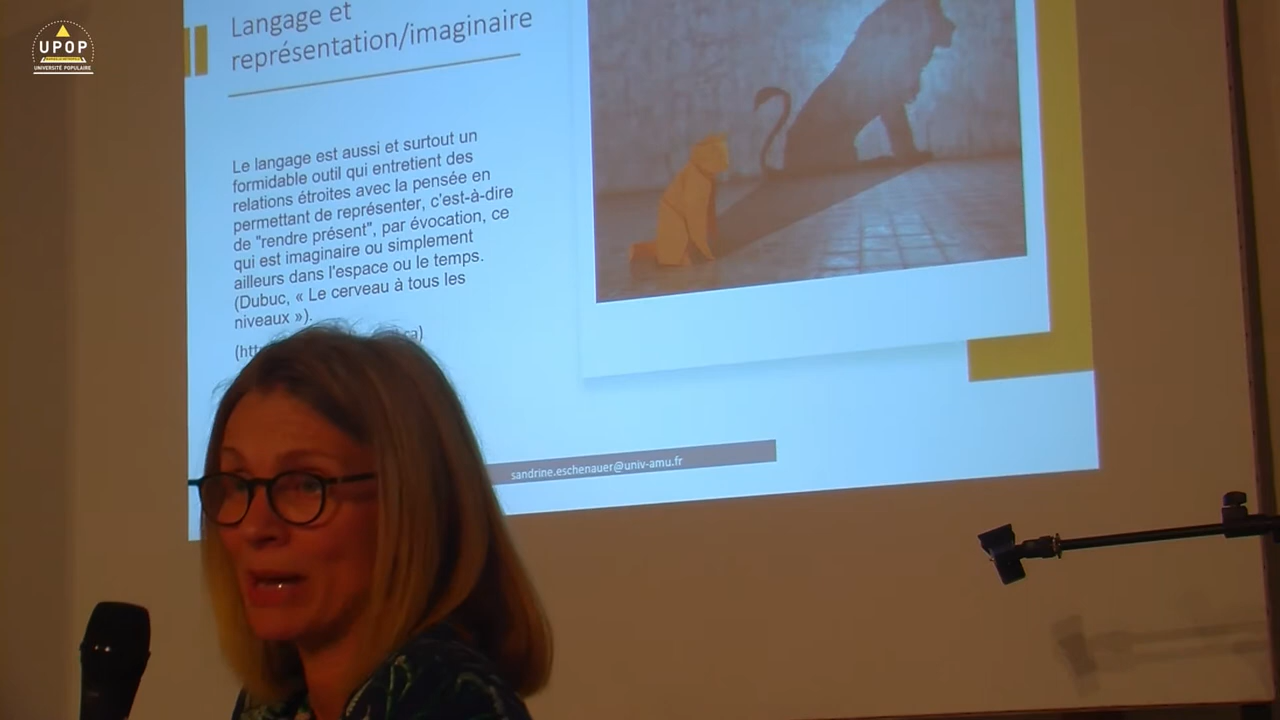 UPOP
UNIVERSITÉ POPULAIRE
Langage et
représentation/imaginaire
Le langage est aussi et surtout un
formidable outil qui entretient des
relations étroites avec la pensée en
permettant de représenter, c'est-à-dire
de "rendre présent", par évocation, ce
qui est imaginaire ou simplement
ailleurs dans l'espace ou le temps.
(Dubuc, « Le cerveau à tous les
niveaux »).
sandrine.eschenauer@univ-amu.fr